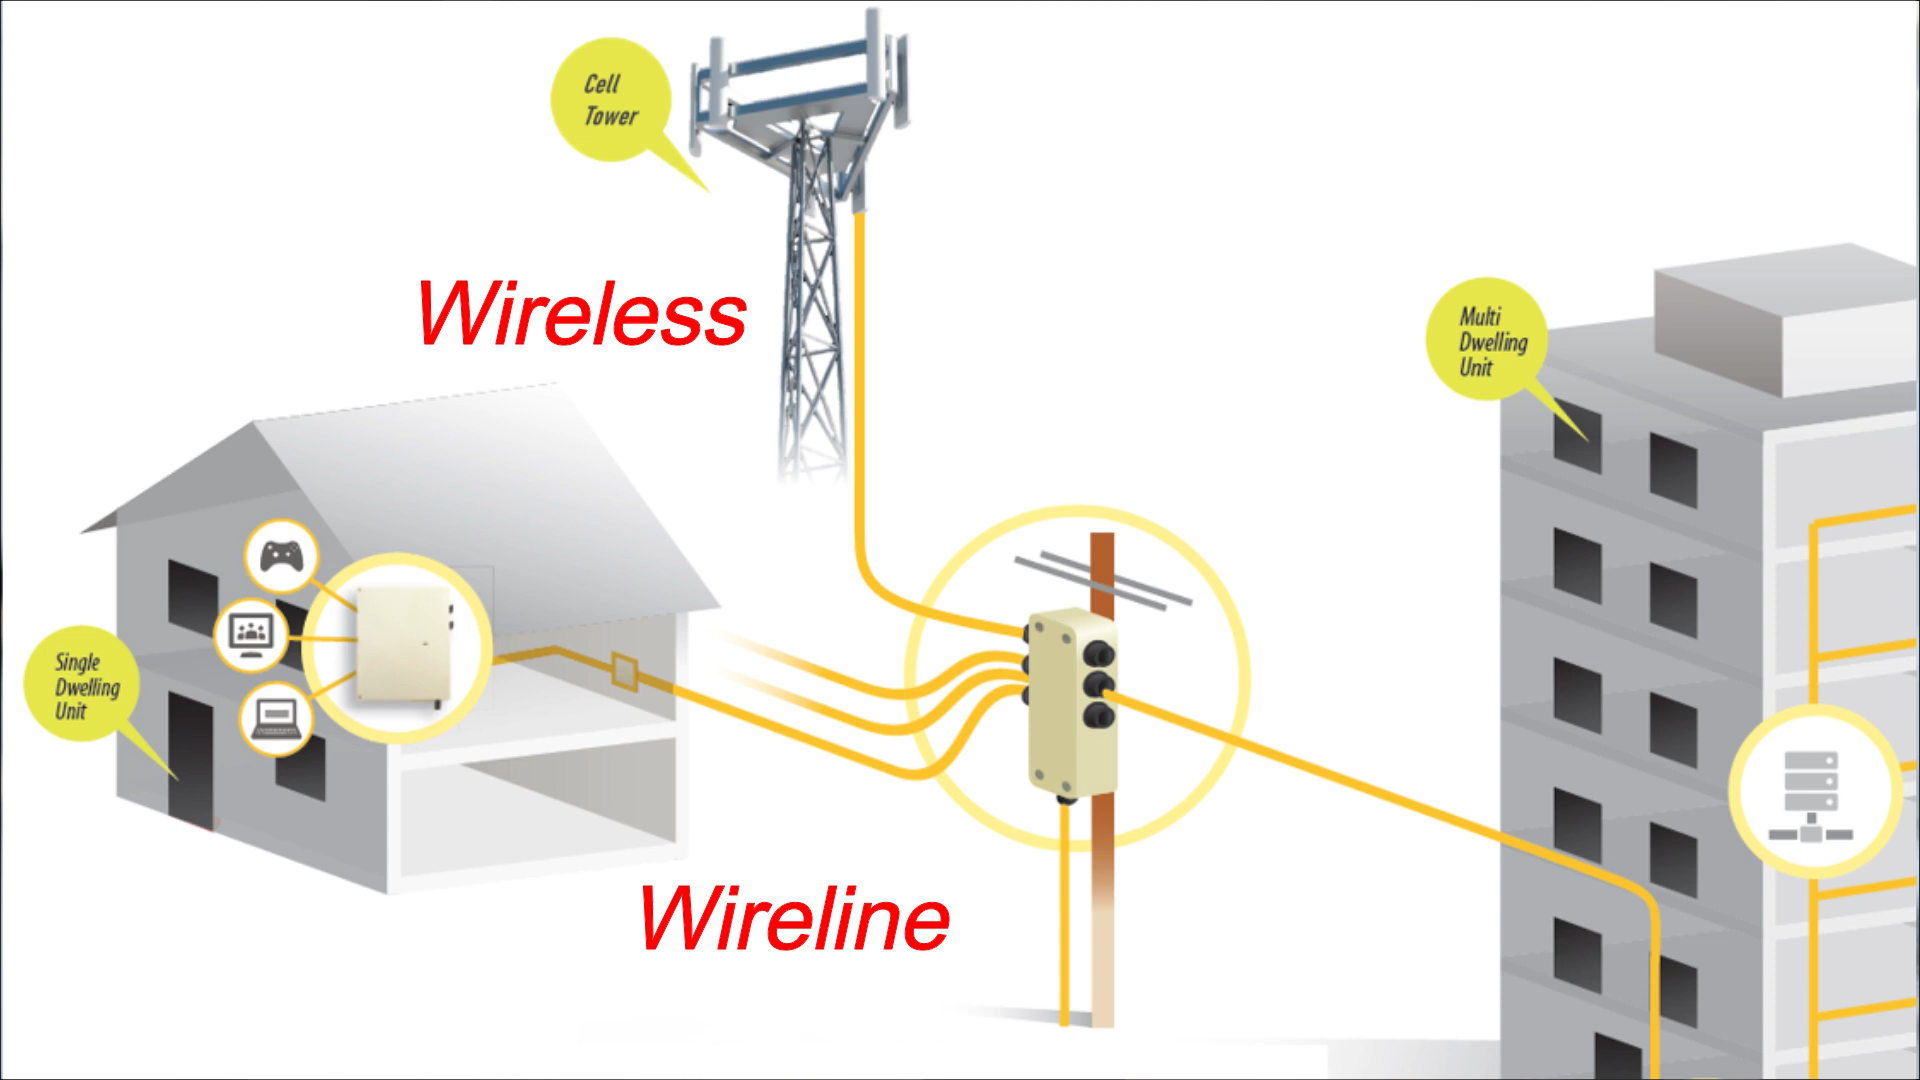 Cell
Tower
Wireless
Multi
Dwelling
Unit
Single
Dwelling
Unit
Wireline